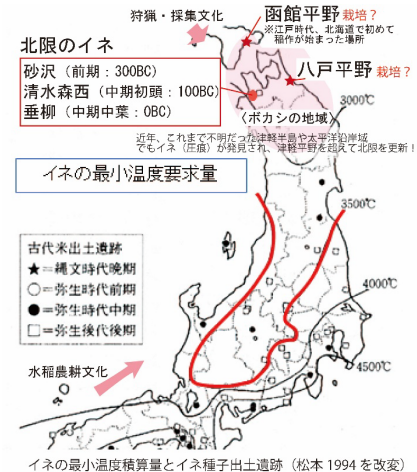 狩猟・採集文化
函館平野 栽培?
※江戸時代、北海道で初めて
稲作が始まった場所
北限のイネ
砂沢（前期：300BC）
清水森西（中期初頭：100BC）
垂柳（中期中葉：0BC）
八戸平野 栽培?
〈ボカシの地域〉
3000℃
近年、これまで不明だった津軽半島や太平洋沿岸域
でもイネ（圧痕）が発見され、津軽平野を超えて北限を更新！
イネの最小温度要求量
3500℃
古代米出土遺跡
★＝縄文時代晩期
○＝弥生時代前期
●＝弥生時代中期
□＝弥生後代後期
4000℃
4500℃
水稲農耕文化
イネの最小温度積算量とイネ種子出土遺跡（松本 1994 を改変）